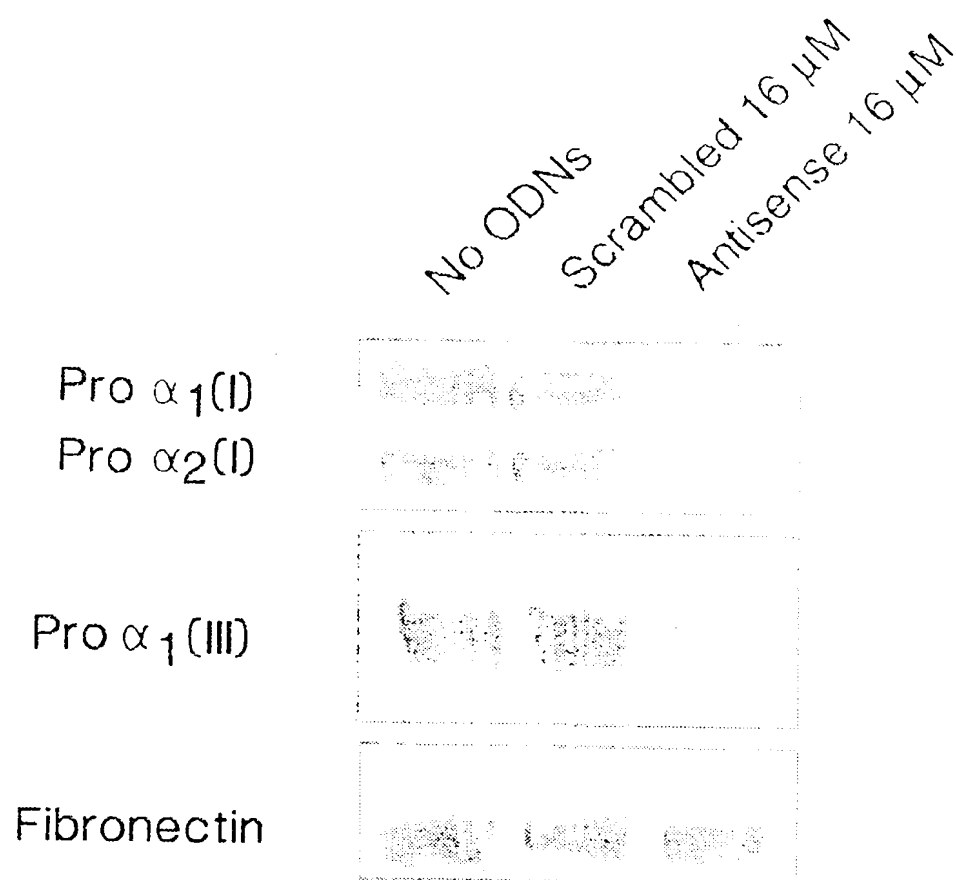 No ODNs
Scrambled 16 µM
Antisense 16 µM
Pro α1(I)
Pro α2(I)
Pro α1(III)
Fibronectin